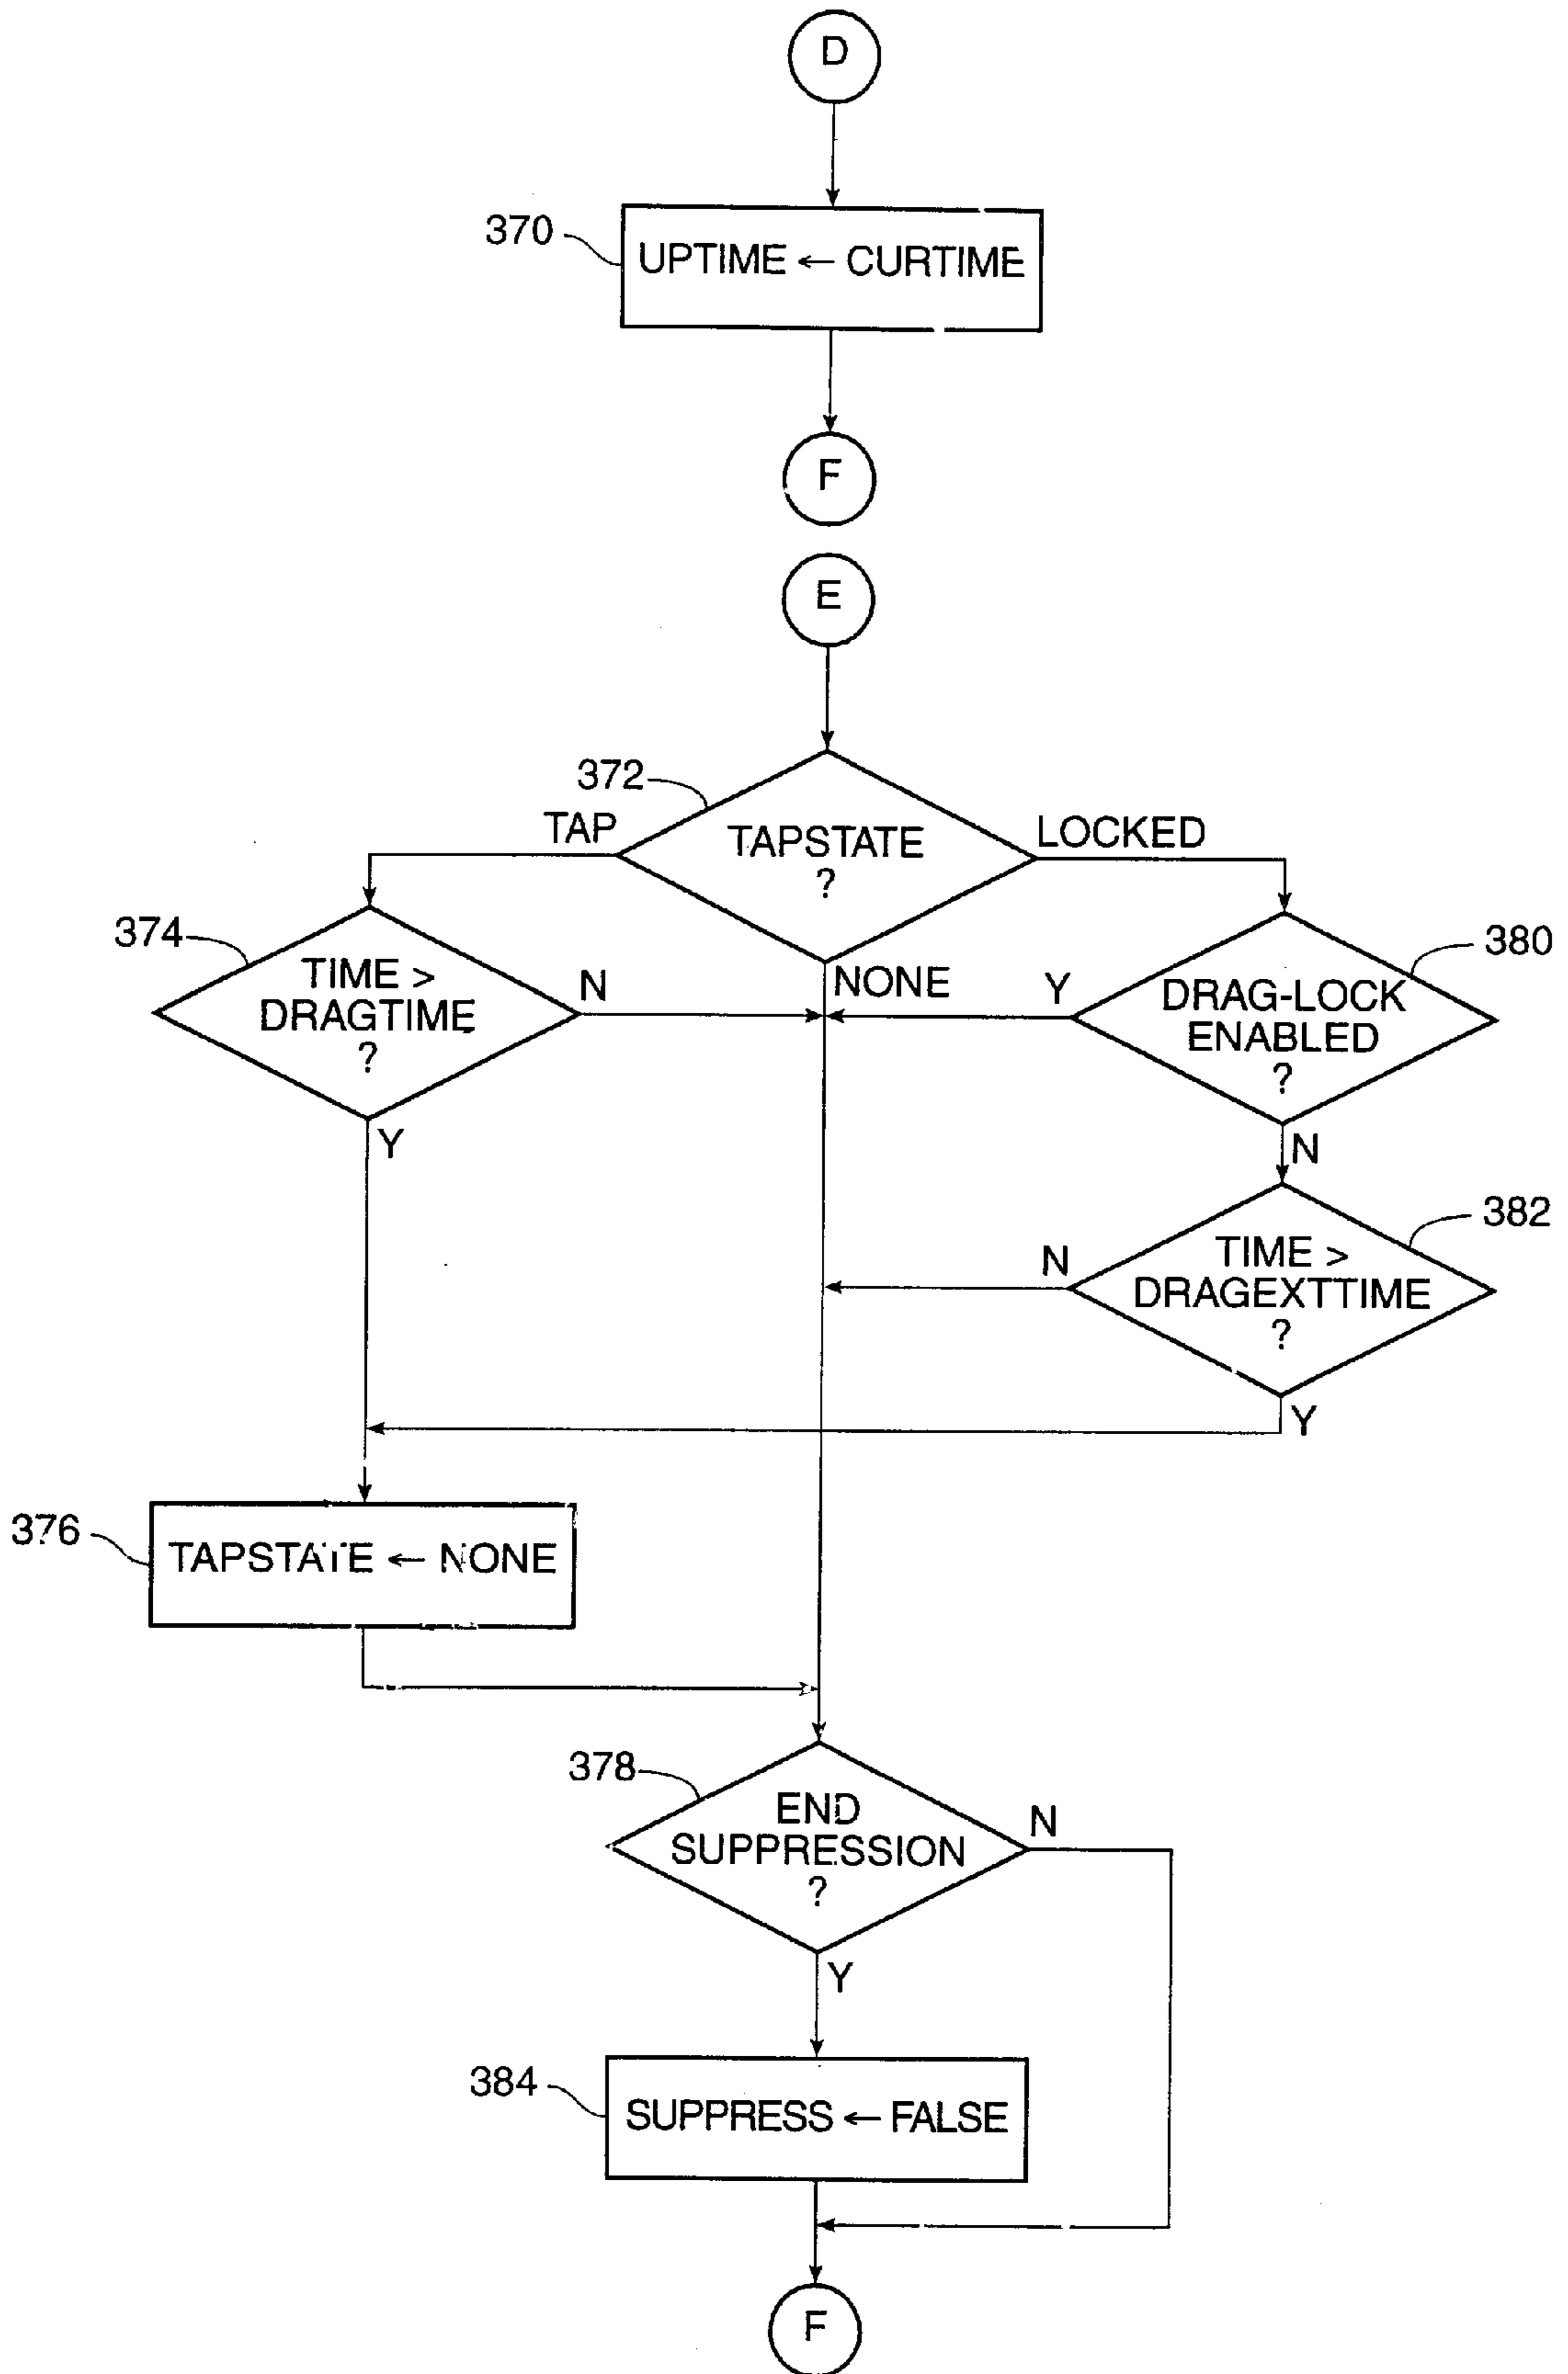 D
370
UPTIME ← CURTIME
F
E
372
TAP
TAPSTATE
?
LOCKED
374
TIME >
DRAGTIME
?
N
NONE
Y
DRAG-LOCK
ENABLED
?
380
Y
N
382
N
TIME >
DRAGEXTTIME
?
Y
376
TAPSTATE ← NONE
378
END
SUPPRESSION
?
N
Y
384
SUPPRESS ← FALSE
F